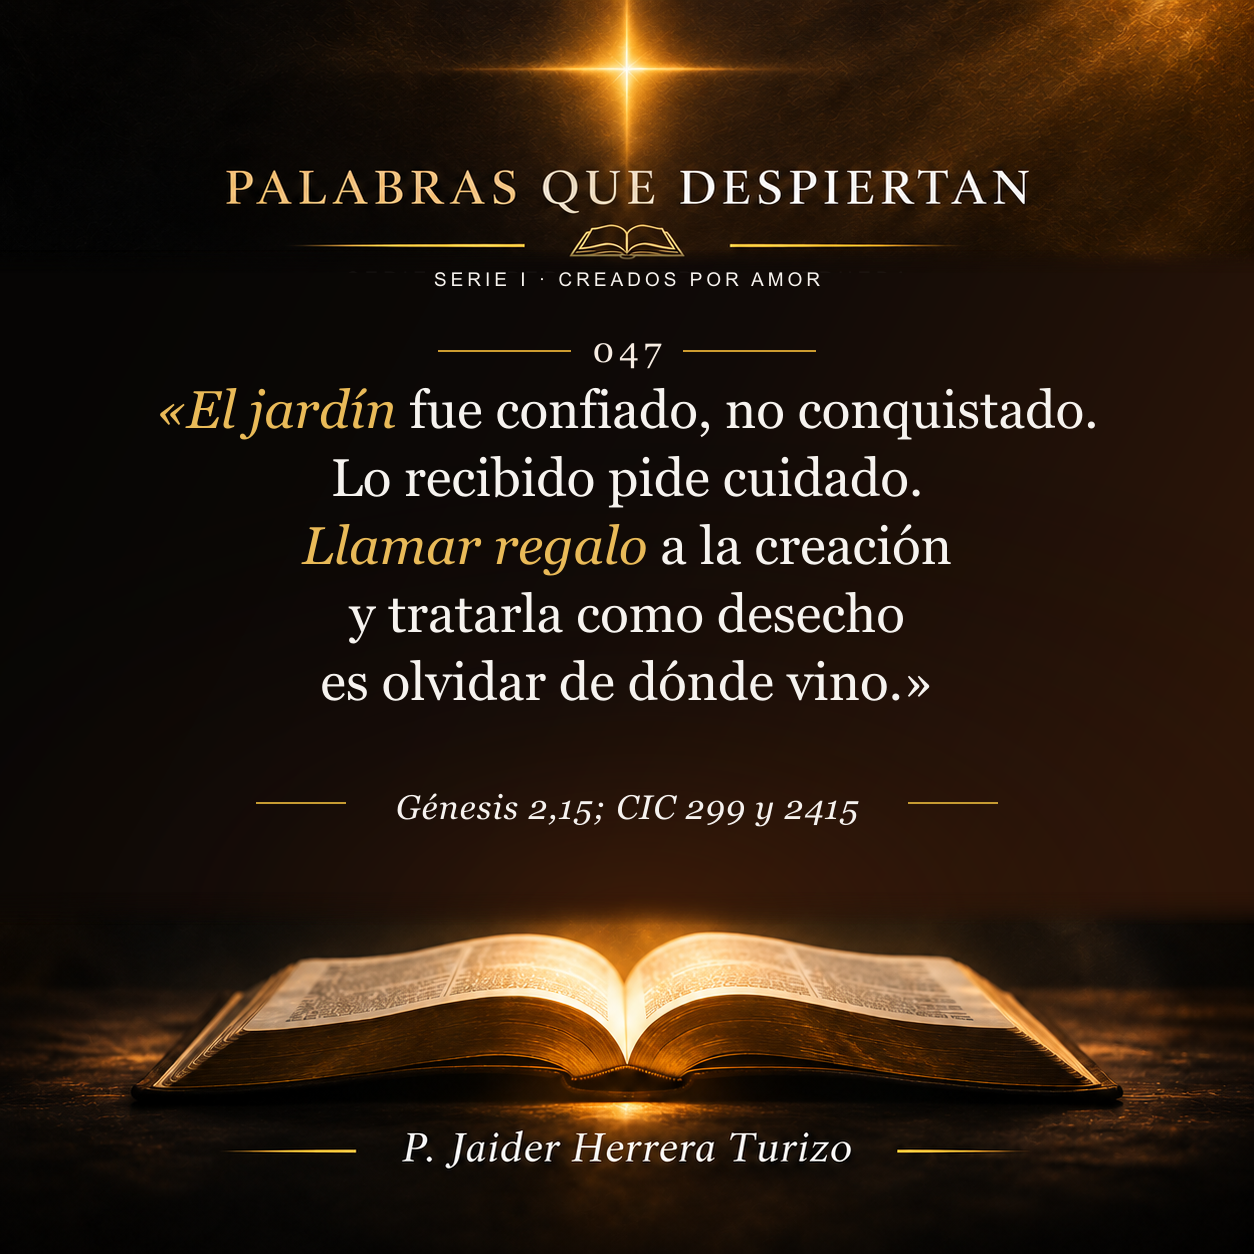 PALABRAS QUE DESPIERTAN
SERIE I · CREADOS POR AMOR
047
«El jardín fue confiado, no conquistado.
Lo recibido pide cuidado.
Llamar regalo a la creación
y tratarla como desecho
es olvidar de dónde vino.»
Génesis 2,15; CIC 299 y 2415
P. Jaider Herrera Turizo